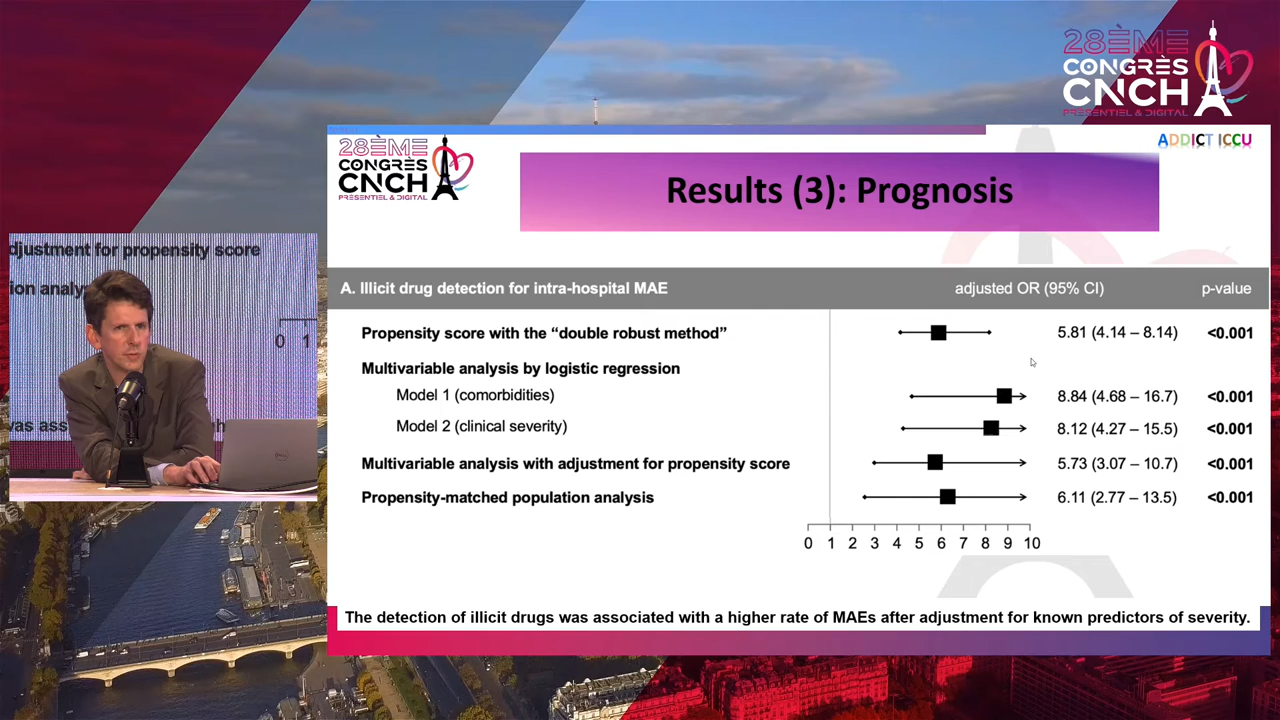 28ÈME
CONGRÈS
CNCH
PRÉSENTIEL & DIGITAL
28ÈME
CONGRÈS
CNCH
PRÉSENTIEL & DIGITAL
ADDICT ICCU
Results (3): Prognosis
djustment for propensity score
ion analy
0 1
was ass
h
DELL
A. Illicit drug detection for intra-hospital MAE adjusted OR (95% CI) p-value
Propensity score with the “double robust method” 5.81 (4.14 – 8.14) <0.001
Multivariable analysis by logistic regression
Model 1 (comorbidities) 8.84 (4.68 – 16.7) <0.001
Model 2 (clinical severity) 8.12 (4.27 – 15.5) <0.001
Multivariable analysis with adjustment for propensity score 5.73 (3.07 – 10.7) <0.001
Propensity-matched population analysis 6.11 (2.77 – 13.5) <0.001
0 1 2 3 4 5 6 7 8 9 10
The detection of illicit drugs was associated with a higher rate of MAEs after adjustment for known predictors of severity.